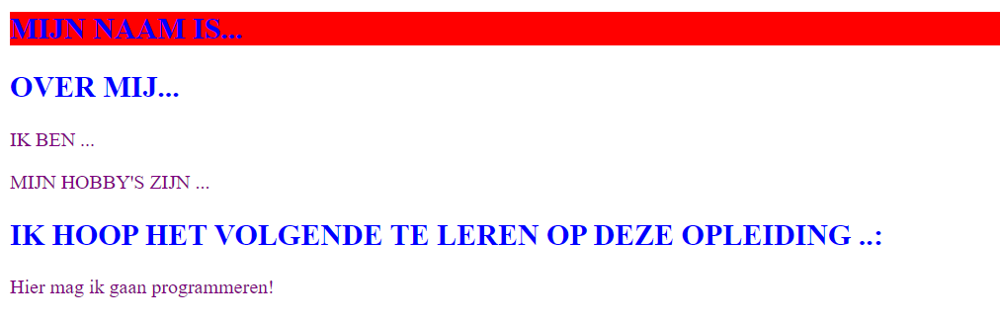 MIJN NAAM IS...
OVER MIJ...
IK BEN ...
MIJN HOBBY'S ZIJN ...
IK HOOP HET VOLGENDE TE LEREN OP DEZE OPLEIDING ..:
Hier mag ik gaan programmeren!